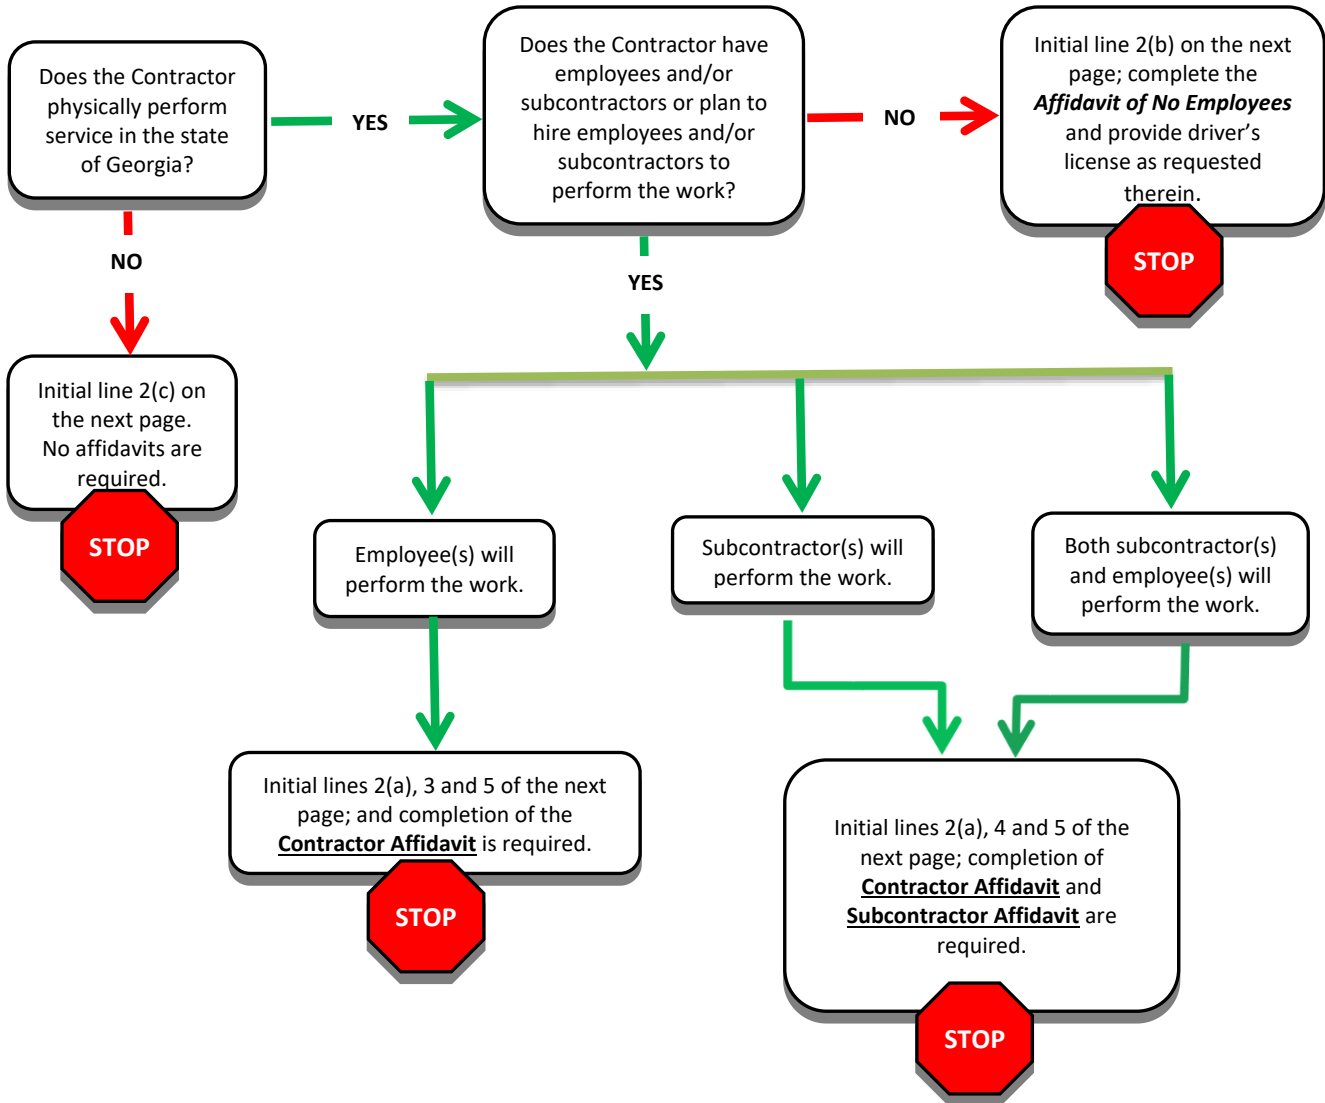 Does the Contractor
physically perform
service in the state
of Georgia?
YES
Does the Contractor have
employees and/or
subcontractors or plan to
hire employees and/or
subcontractors to
perform the work?
NO
Initial line 2(b) on the next
page; complete the
Affidavit of No Employees
and provide driver’s
license as requested
therein.
STOP
NO
YES
Initial line 2(c) on
the next page.
No affidavits are
required.
STOP
Employee(s) will
perform the work.
Subcontractor(s) will
perform the work.
Both subcontractor(s)
and employee(s) will
perform the work.
Initial lines 2(a), 3 and 5 of the next
page; and completion of the
Contractor Affidavit is required.
STOP
Initial lines 2(a), 4 and 5 of the
next page; completion of
Contractor Affidavit and
Subcontractor Affidavit are
required.
STOP